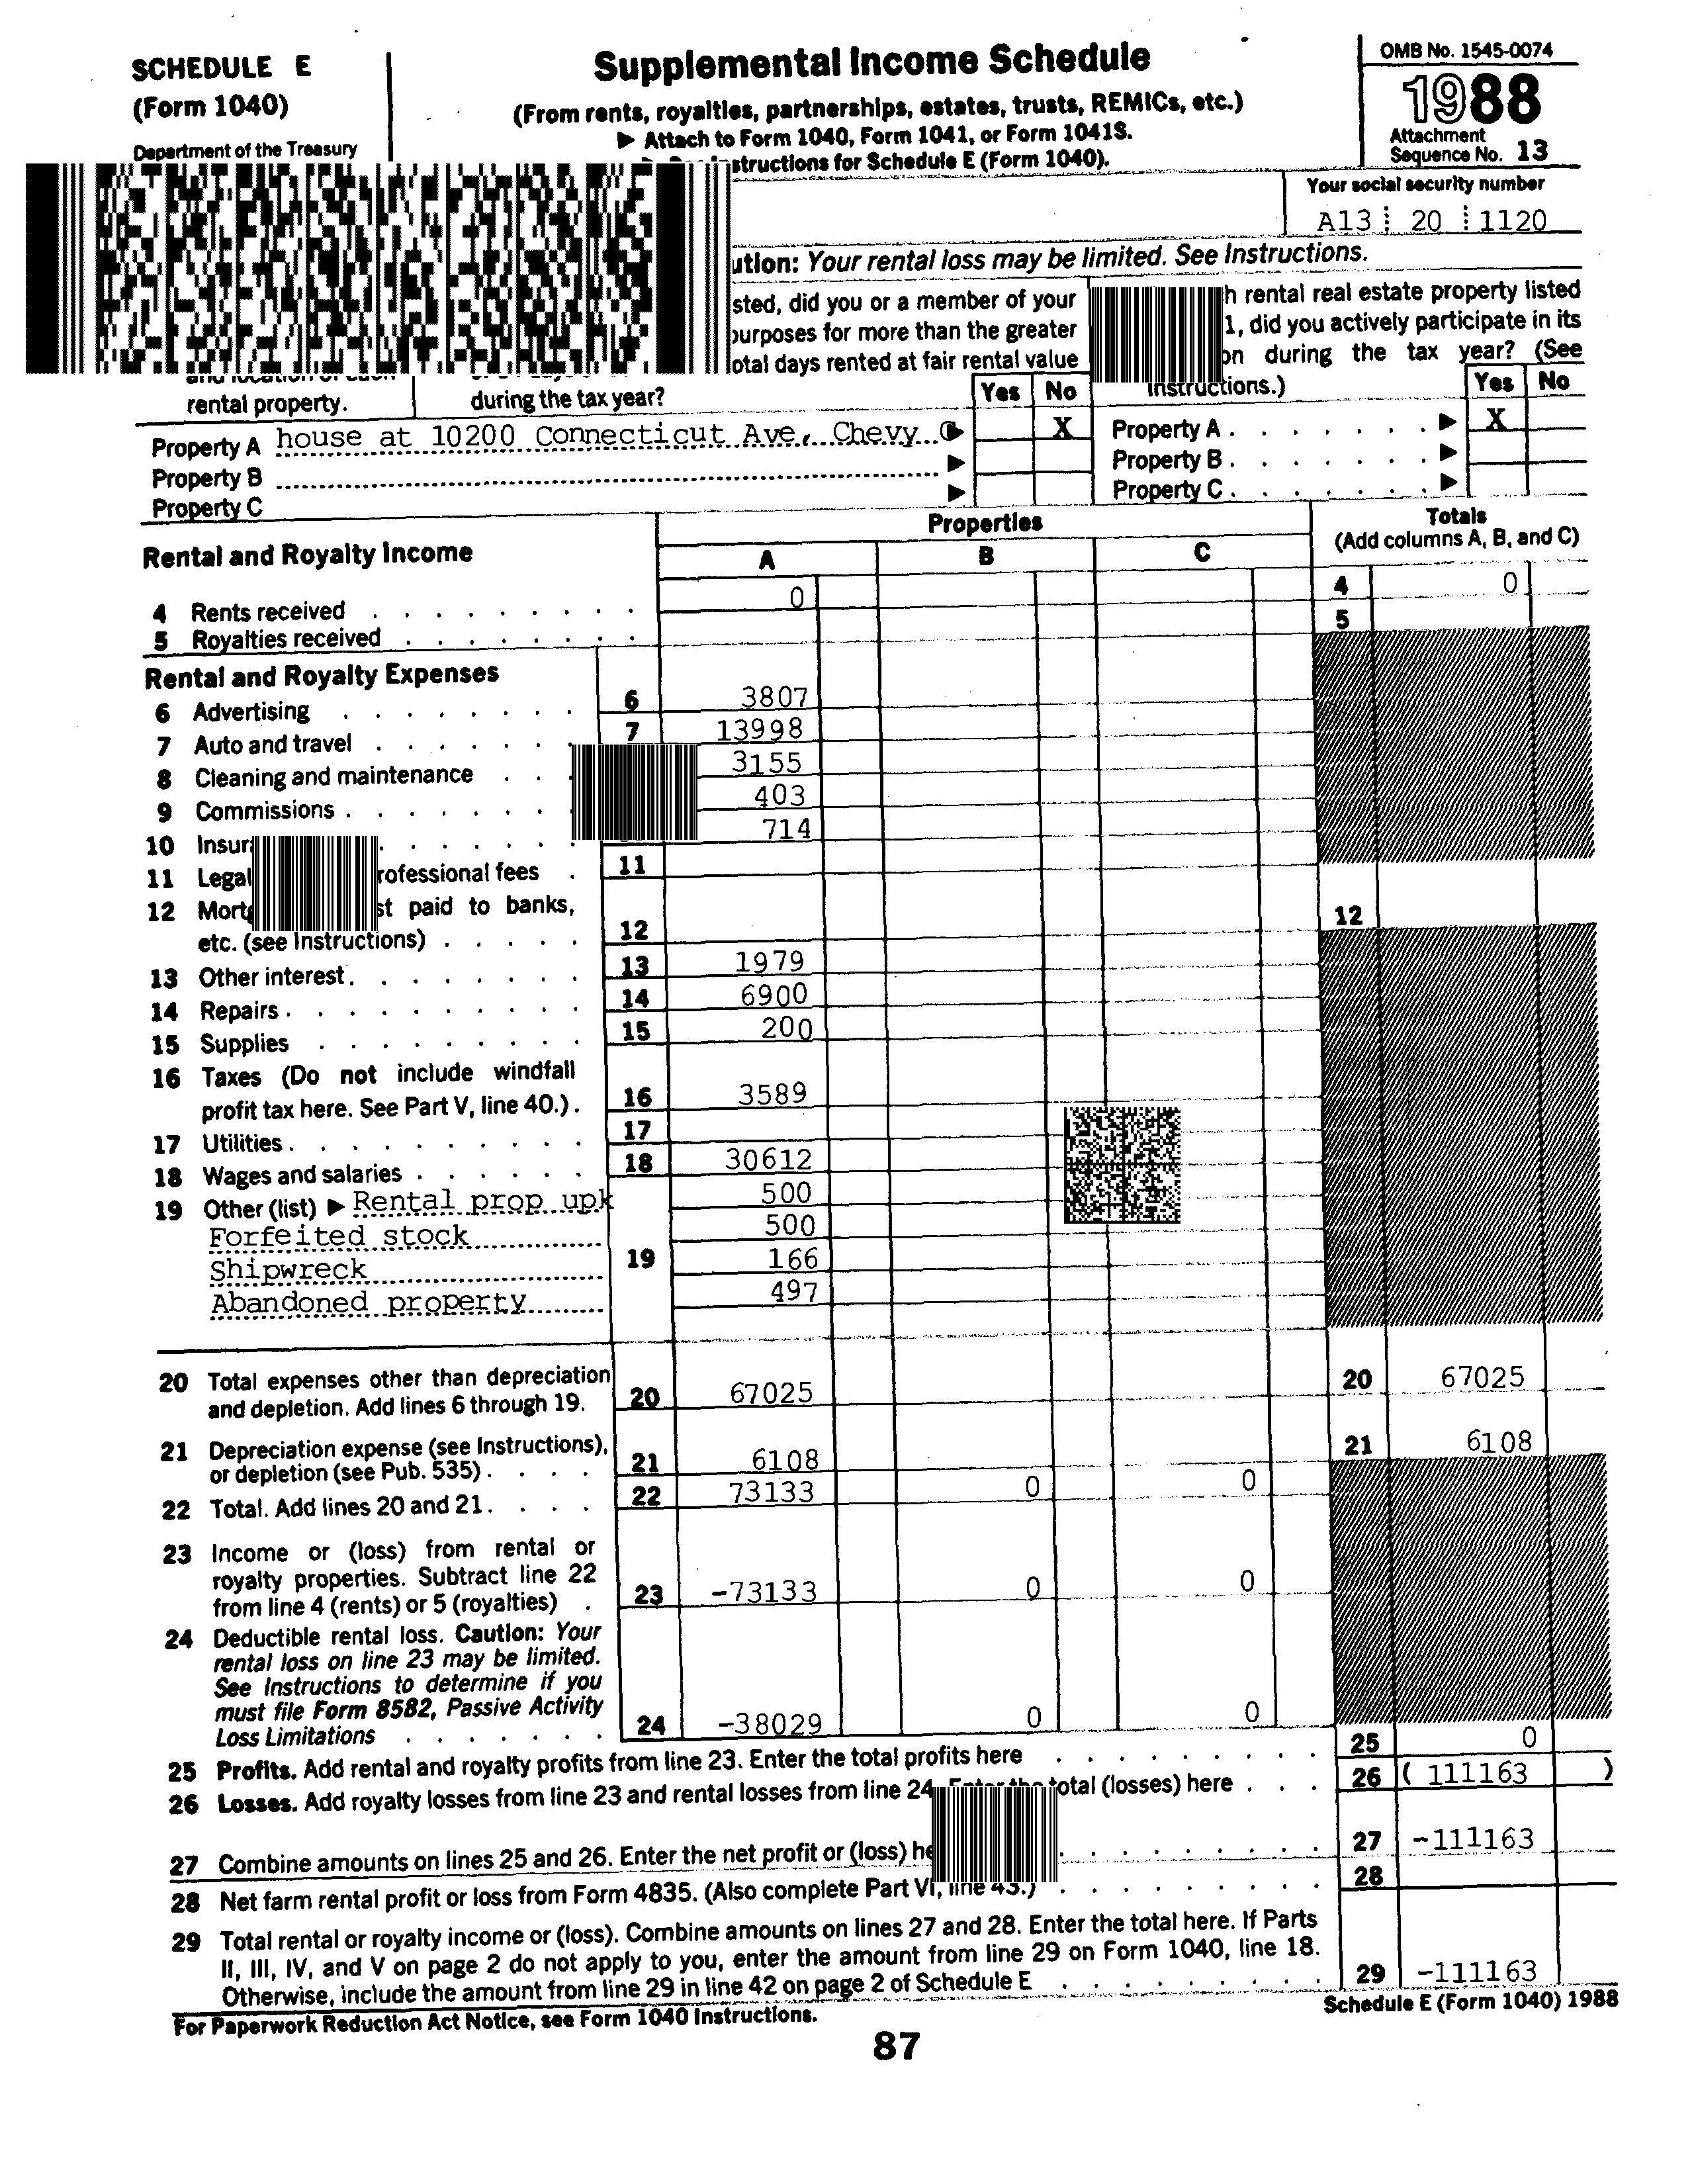 SCHEDULE E
(Form 1040)
Department of the Treasury
Supplemental Income Schedule
(From rents, royalties, partnerships, estates, trusts, REMICs, etc.)
▶ Attach to Form 1040, Form 1041, or Form 1041S.
structions for Schedule E (Form 1040).
OMB No. 1545-0074
1988
Attachment
Sequence No. 13
Your social security number
A13 20 1120
ution: Your rental loss may be limited. See Instructions.
sted, did you or a member of your
purposes for more than the greater
otal days rented at fair rental value
during the tax year?
rental property.
Yes No
h rental real estate property listed
1, did you actively participate in its
on during the tax year? (See
Instructions.)
Yes No
Property A house at 10200 Connecticut Ave, Chevy C ▶ X Property A . . . . . . . ▶ X
Property B ▶ Property B . . . . . . . ▶
Property C ▶ Property C . . . . . . . ▶
Rental and Royalty Income
Properties
A B C
Totals
(Add columns A, B, and C)
4 Rents received . . . . . . . . . 0 4 0
5 Royalties received . . . . . . . . 5
Rental and Royalty Expenses
6 Advertising . . . . . . . . 6 3807
7 Auto and travel . . . . . . . 7 13998
8 Cleaning and maintenance . . 3155
9 Commissions . . . . . . . 403
10 Insur . . . . . . . 714
11 Legal rofessional fees . 11
12 Mortg st paid to banks,
etc. (see Instructions) . . . . . 12 12
13 Other interest . . . . . . . . 13 1979
14 Repairs . . . . . . . . . . 14 6900
15 Supplies . . . . . . . . . 15 200
16 Taxes (Do not include windfall
profit tax here. See Part V, line 40.) . 16 3589
17 Utilities . . . . . . . . . . 17
18 Wages and salaries . . . . . . 18 30612
19 Other (list) ▶ Rental prop upk 500
Forfeited stock 500
Shipwreck 19 166
Abandoned property 497
20 Total expenses other than depreciation
and depletion. Add lines 6 through 19. 20 67025 20 67025
21 Depreciation expense (see Instructions),
or depletion (see Pub. 535) . . . . 21 6108 21 6108
22 Total. Add lines 20 and 21 . . . . 22 73133 0 0
23 Income or (loss) from rental or
royalty properties. Subtract line 22
from line 4 (rents) or 5 (royalties) . 23 -73133 0 0
24 Deductible rental loss. Caution: Your
rental loss on line 23 may be limited.
See Instructions to determine if you
must file Form 8582, Passive Activity
Loss Limitations . . . . . . . 24 -38029 0 0
25 Profits. Add rental and royalty profits from line 23. Enter the total profits here . . . . . . . . . 25 0
26 Losses. Add royalty losses from line 23 and rental losses from line 24. Enter the total (losses) here . . . 26 ( 111163 )
27 Combine amounts on lines 25 and 26. Enter the net profit or (loss) he . . . . . . . . . 27 -111163
28 Net farm rental profit or loss from Form 4835. (Also complete Part VI, line 43.) . . . . . . . . . 28
29 Total rental or royalty income or (loss). Combine amounts on lines 27 and 28. Enter the total here. If Parts
II, III, IV, and V on page 2 do not apply to you, enter the amount from line 29 on Form 1040, line 18.
Otherwise, include the amount from line 29 in line 42 on page 2 of Schedule E . . . . . . . . . 29 -111163
For Paperwork Reduction Act Notice, see Form 1040 Instructions.
Schedule E (Form 1040) 1988
87